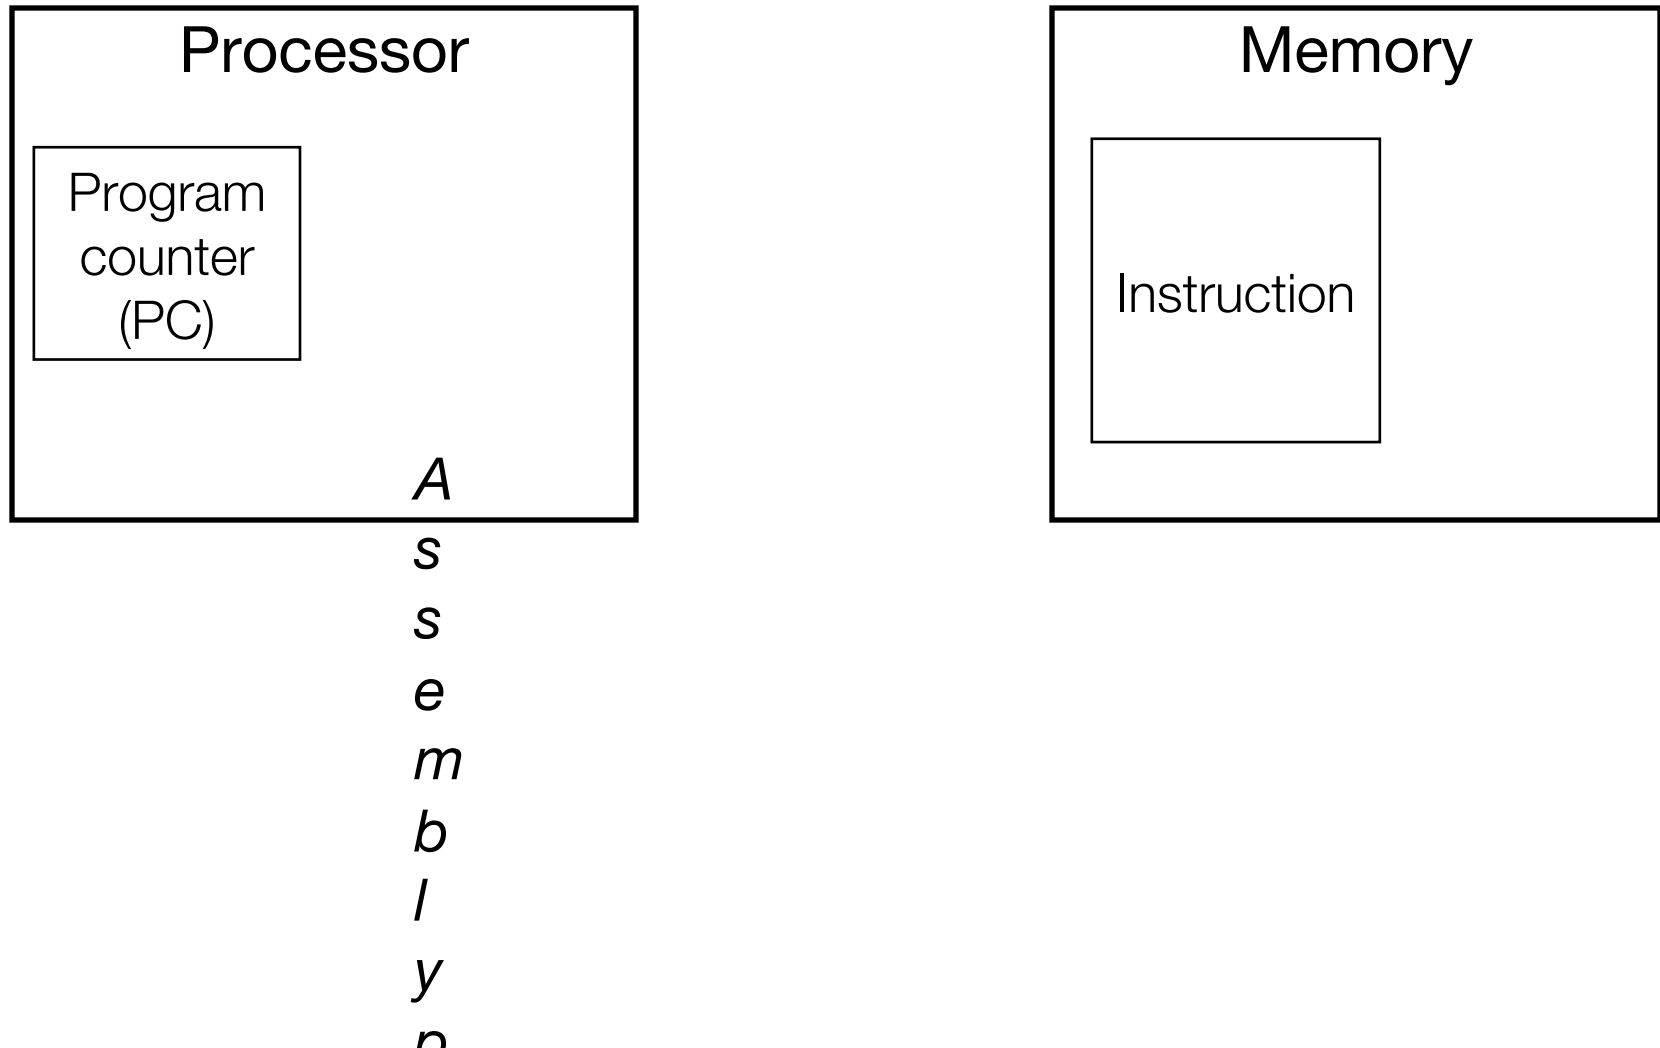 Processor
Program
counter
(PC)
Memory
Instruction
A
s
s
e
m
b
l
y
p